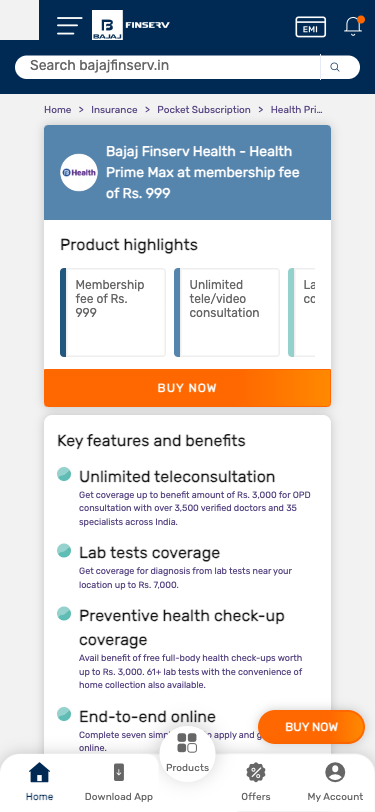 BAJAJ FINSERV
EMI
Search bajajfinserv.in
Home > Insurance > Pocket Subscription > Health Pri...
Health
Bajaj Finserv Health - Health
Prime Max at membership fee
of Rs. 999
Product highlights
Membership
fee of Rs.
999
Unlimited
tele/video
consultation
La
BUY NOW
Key features and benefits
Unlimited teleconsultation
Get coverage up to benefit amount of Rs. 3,000 for OPD
consultation with over 3,500 verified doctors and 35
specialists across India.
Lab tests coverage
Get coverage for diagnosis from lab tests near your
location up to Rs. 7,000.
Preventive health check-up
coverage
Avail benefit of free full-body health check-ups worth
up to Rs. 3,000. 61+ lab tests with the convenience of
home collection also available.
End-to-end online
Complete seven apply and
online.
BUY NOW
Home
Download App
Products
Offers
My Account